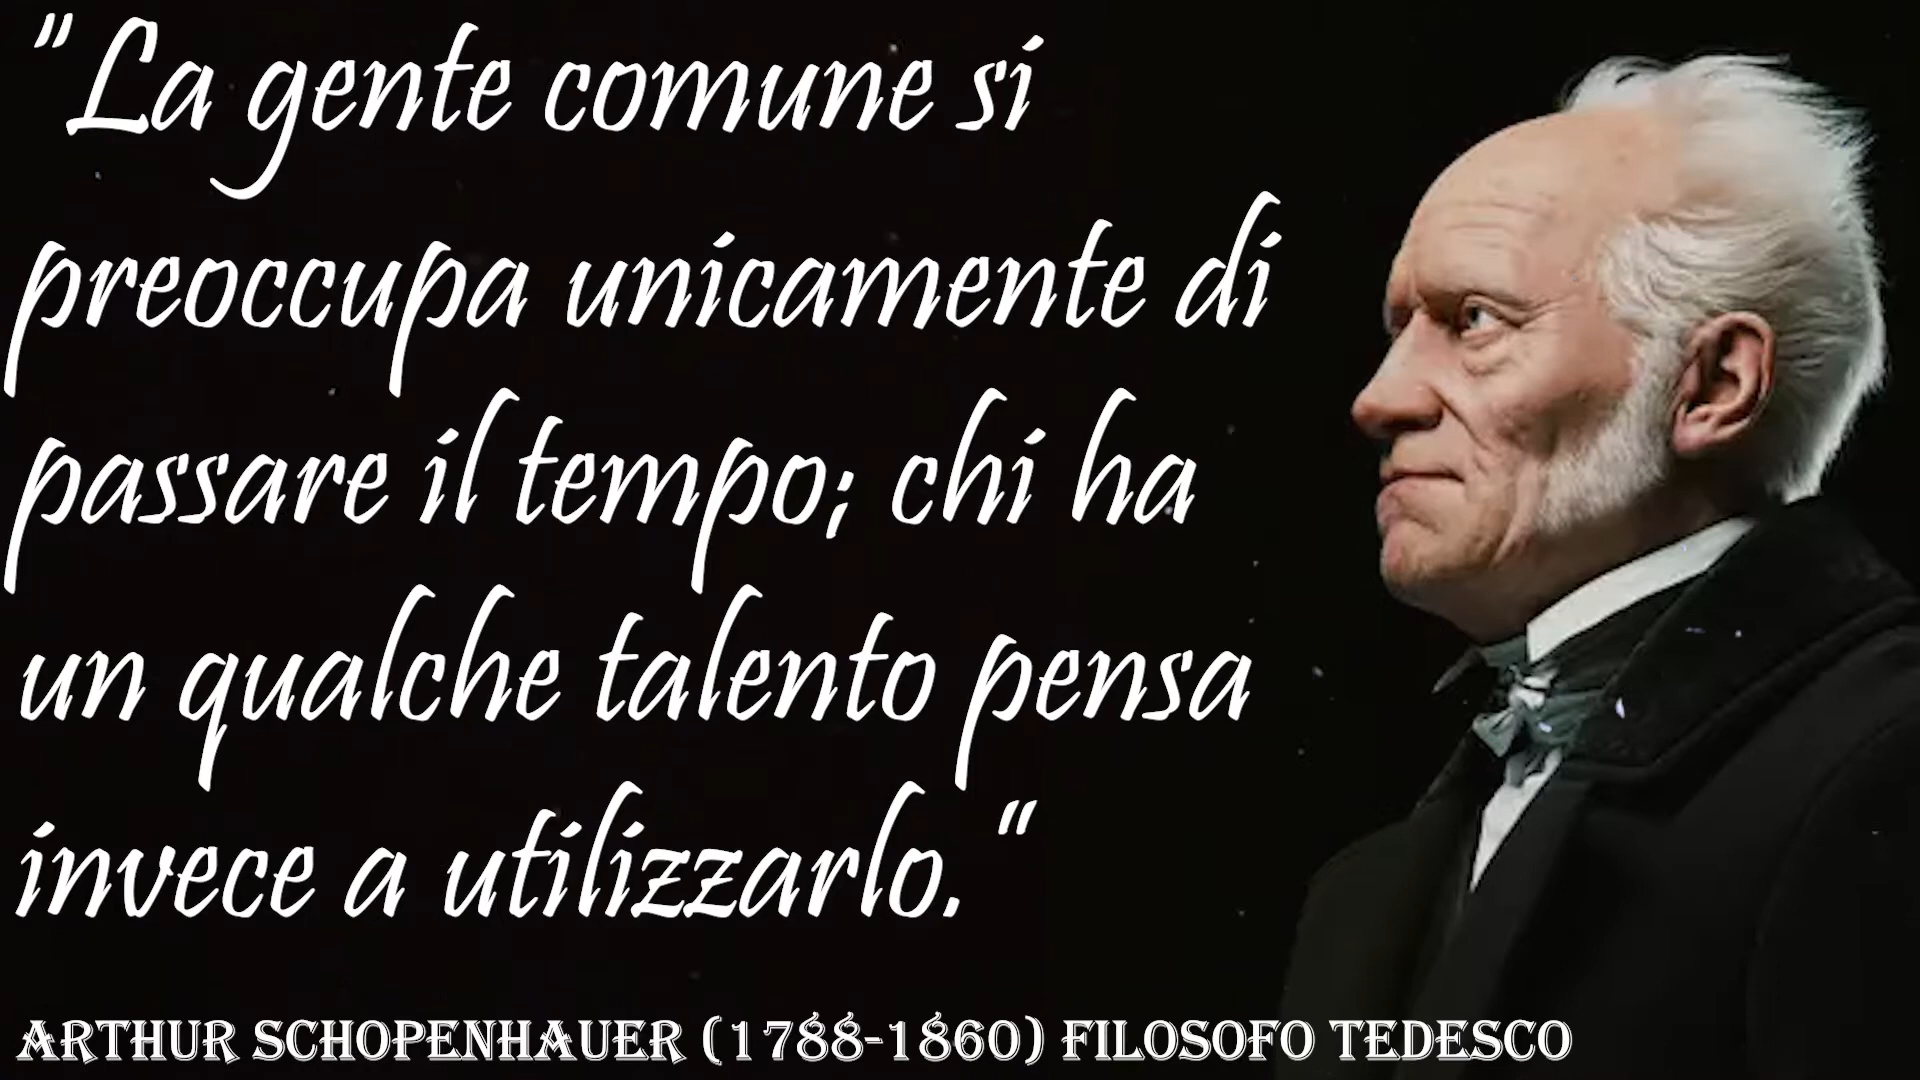 "La gente comune si
preoccupa unicamente di
passare il tempo; chi ha
un qualche talento pensa
invece a utilizzarlo."
ARTHUR SCHOPENHAUER (1788-1860) FILOSOFO TEDESCO